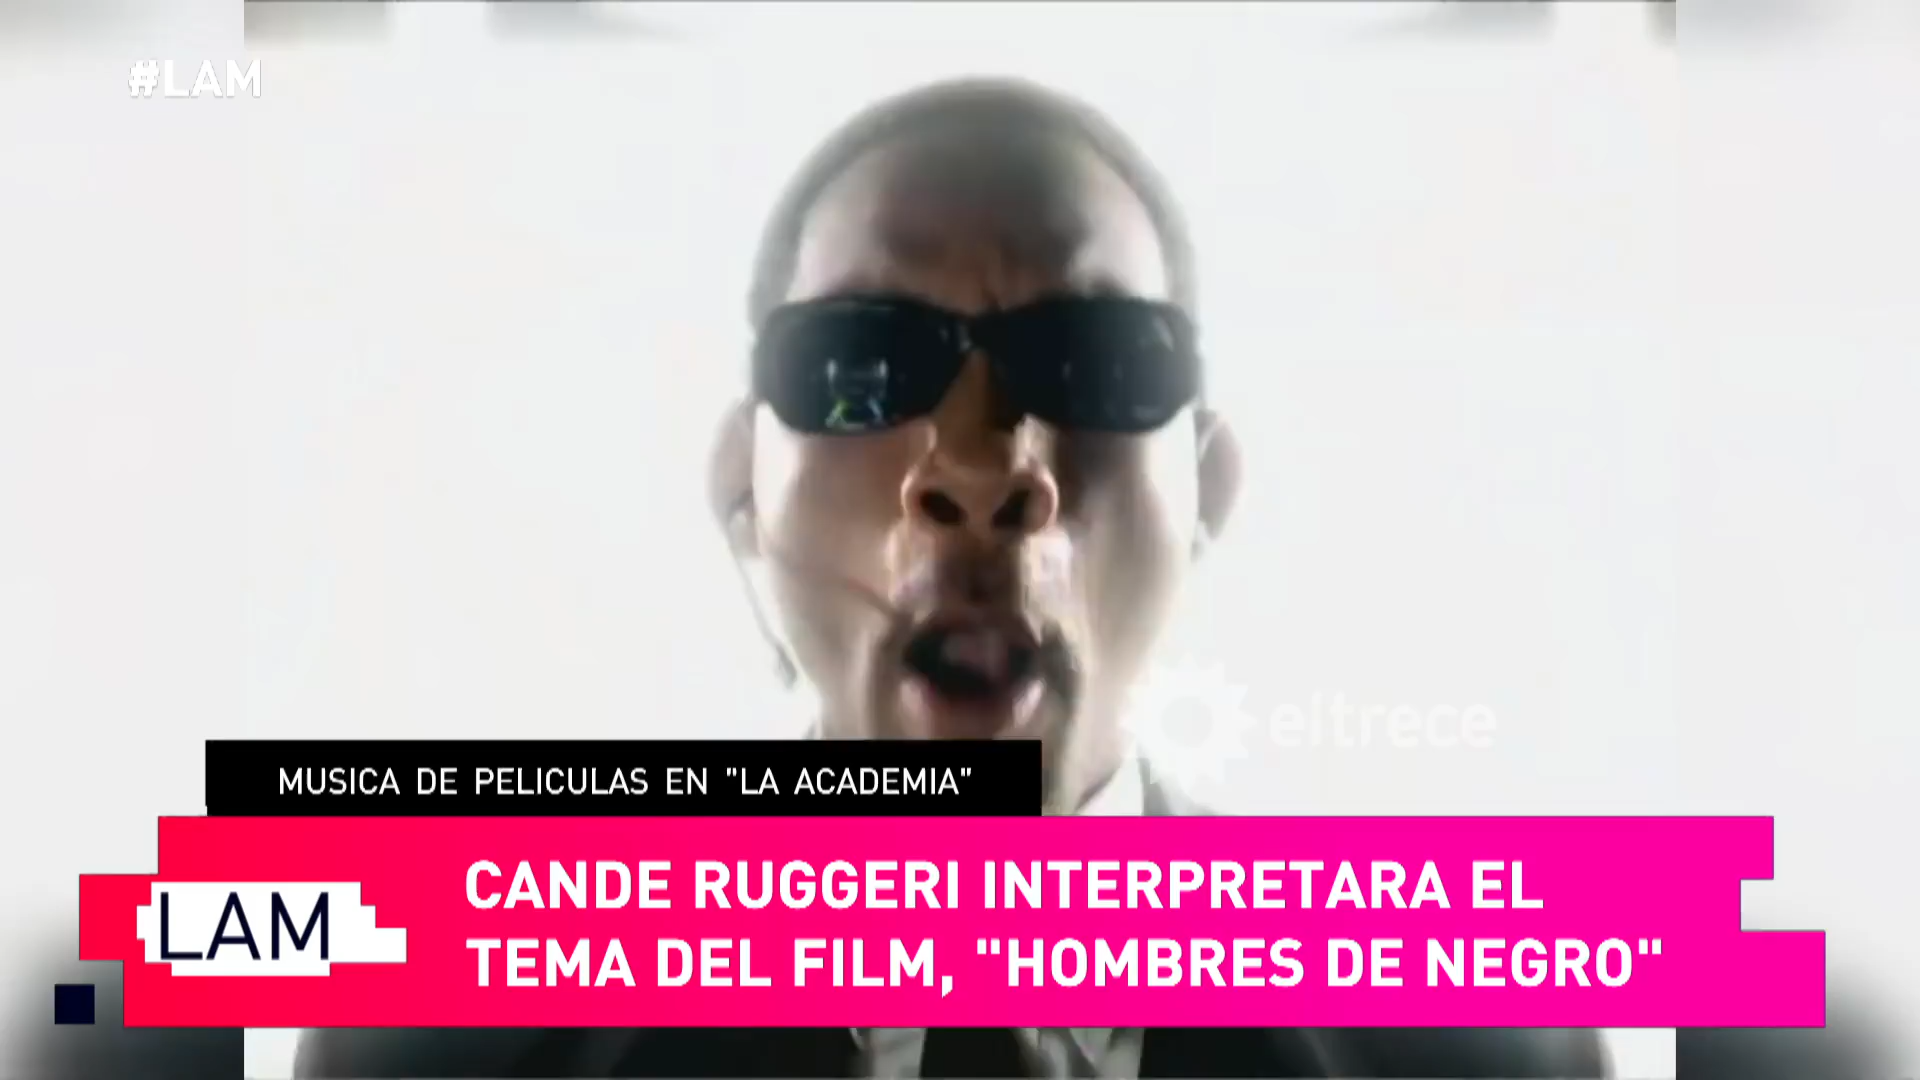 #LAM
eltrece
MUSICA DE PELICULAS EN "LA ACADEMIA"
LAM
CANDE RUGGERI INTERPRETARA EL
TEMA DEL FILM, "HOMBRES DE NEGRO"